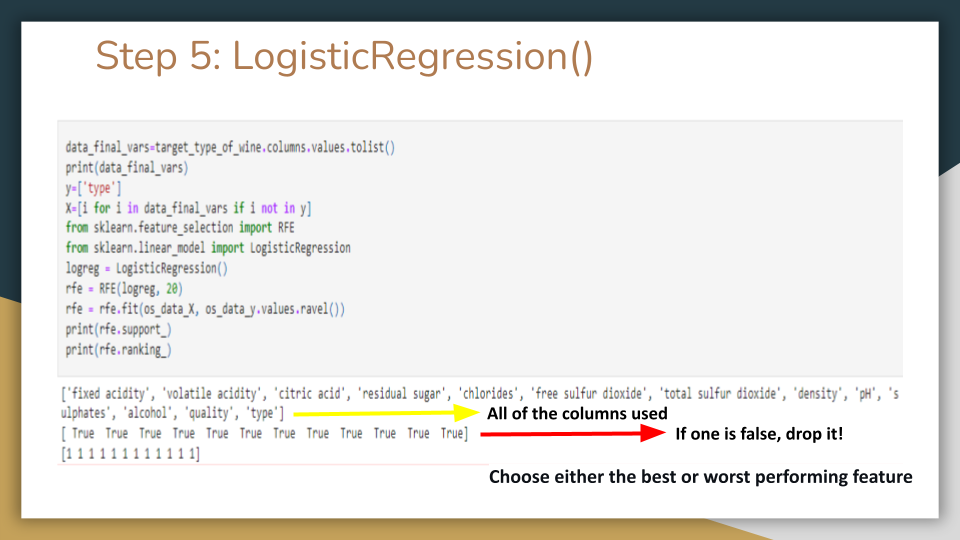 Step 5: LogisticRegression()
data_final_vars=target_type_of_wine.columns.values.tolist()
print(data_final_vars)
y=['type']
X=[i for i in data_final_vars if i not in y]
from sklearn.feature_selection import RFE
from sklearn.linear_model import LogisticRegression
logreg = LogisticRegression()
rfe = RFE(logreg, 20)
rfe = rfe.fit(os_data_X, os_data_y.values.ravel())
print(rfe.support_)
print(rfe.ranking_)
['fixed acidity', 'volatile acidity', 'citric acid', 'residual sugar', 'chlorides', 'free sulfur dioxide', 'total sulfur dioxide', 'density', 'pH', 's
ulphates', 'alcohol', 'quality', 'type'] All of the columns used
[ True True True True True True True True True True True True] If one is false, drop it!
[1 1 1 1 1 1 1 1 1 1 1 1]
Choose either the best or worst performing feature